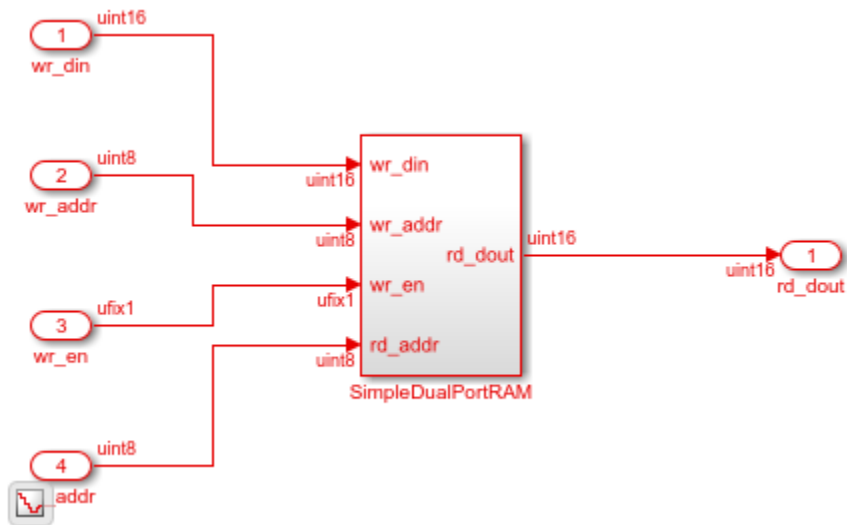 uint16
1
wr_din
uint8
2
wr_addr
ufix1
3
wr_en
uint8
4
addr
wr_din
uint16
wr_addr
uint8
wr_en
ufix1
rd_addr
uint8
rd_dout
SimpleDualPortRAM
uint16
uint16
1
rd_dout